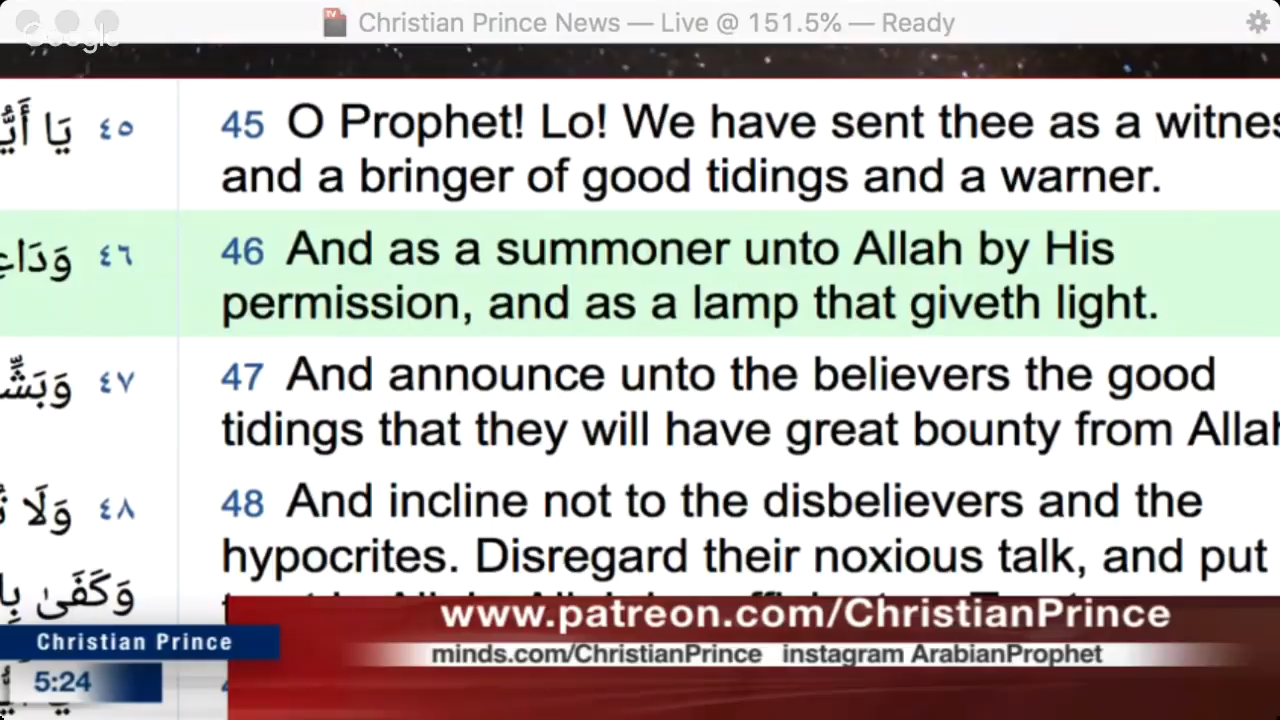 Christian Prince News — Live @ 151.5% — Ready
Google
يَا ٤٥
45 O Prophet! Lo! We have sent thee as a
and a bringer of good tidings and a warner.
٤٦
46 And as a summoner unto Allah by His
permission, and as a lamp that giveth light.
٤٧
47 And announce unto the believers the good
tidings that they will have great bounty from
وَلَا ٤٨
48 And incline not to the disbelievers and the
hypocrites. Disregard their noxious talk, and put
وَكَفَىٰ
www.patreon.com/ChristianPrince
Christian Prince
minds.com/ChristianPrince instagram ArabianProphet
5:24